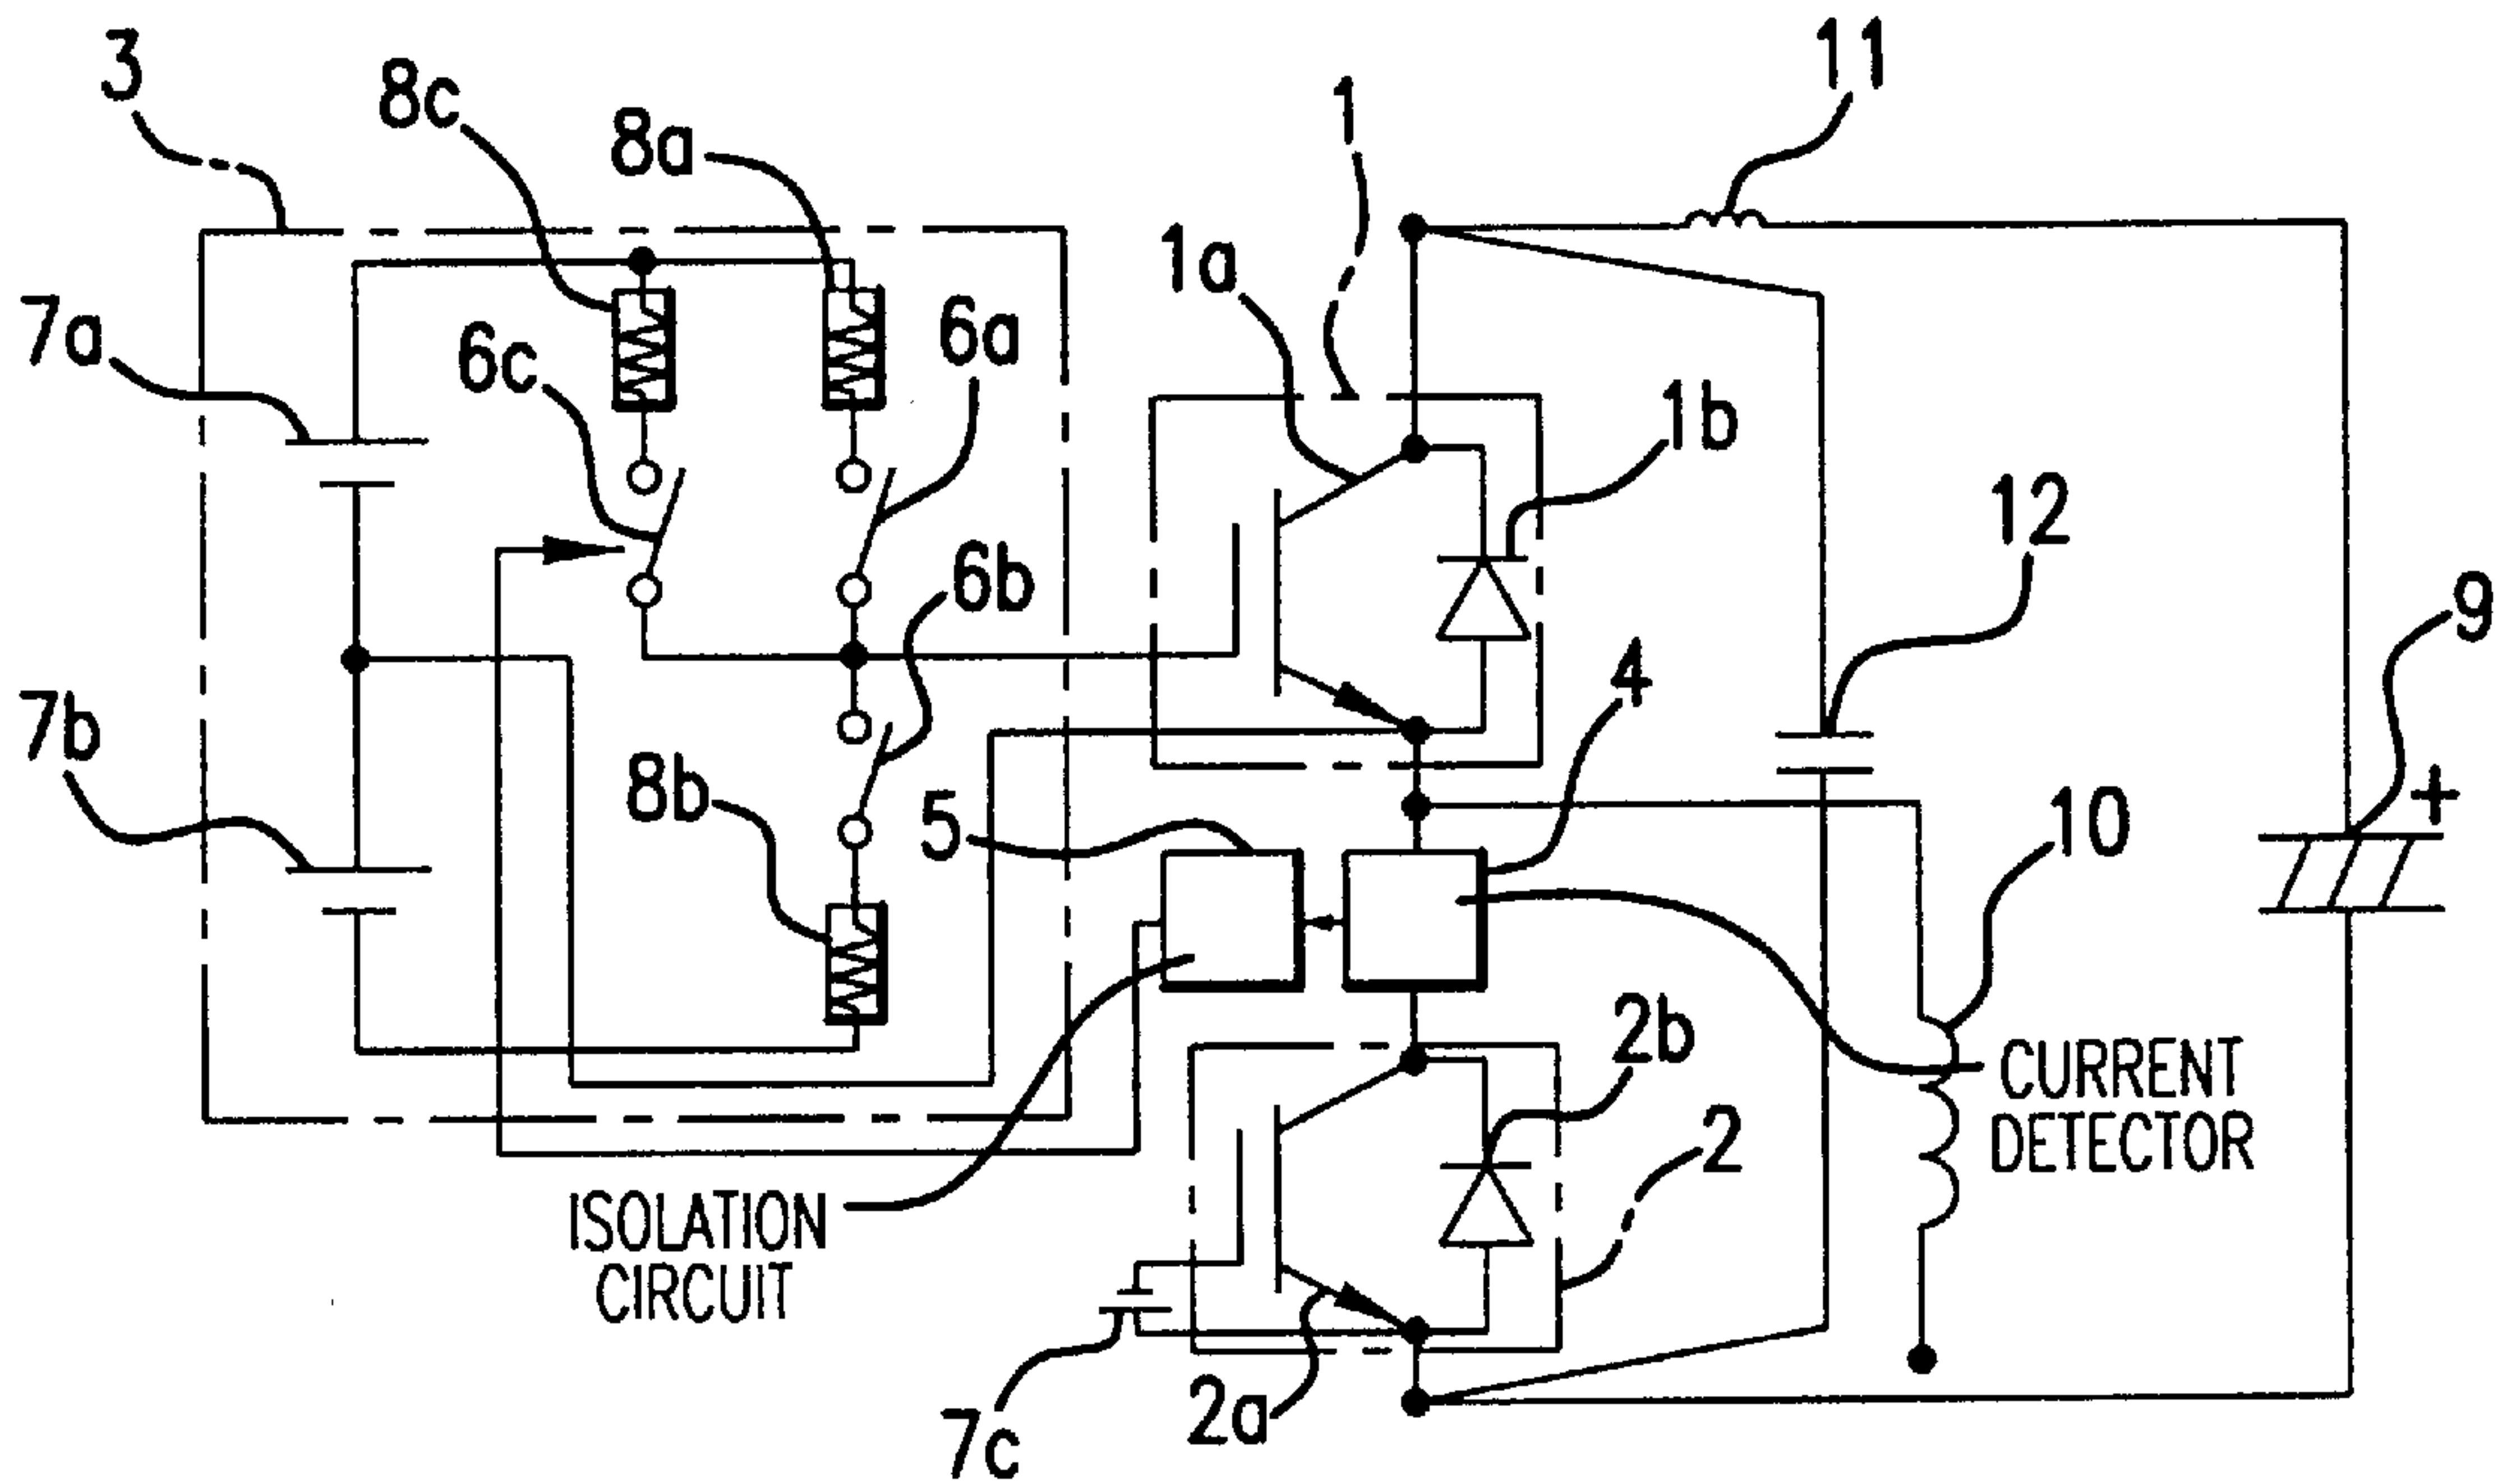 3
8c
8a
1
11
1a
7a
6c
6a
1b
12
6b
9
4
7b
8b
5
+
10
2b
CURRENT
DETECTOR
2
ISOLATION
CIRCUIT
7c
2a